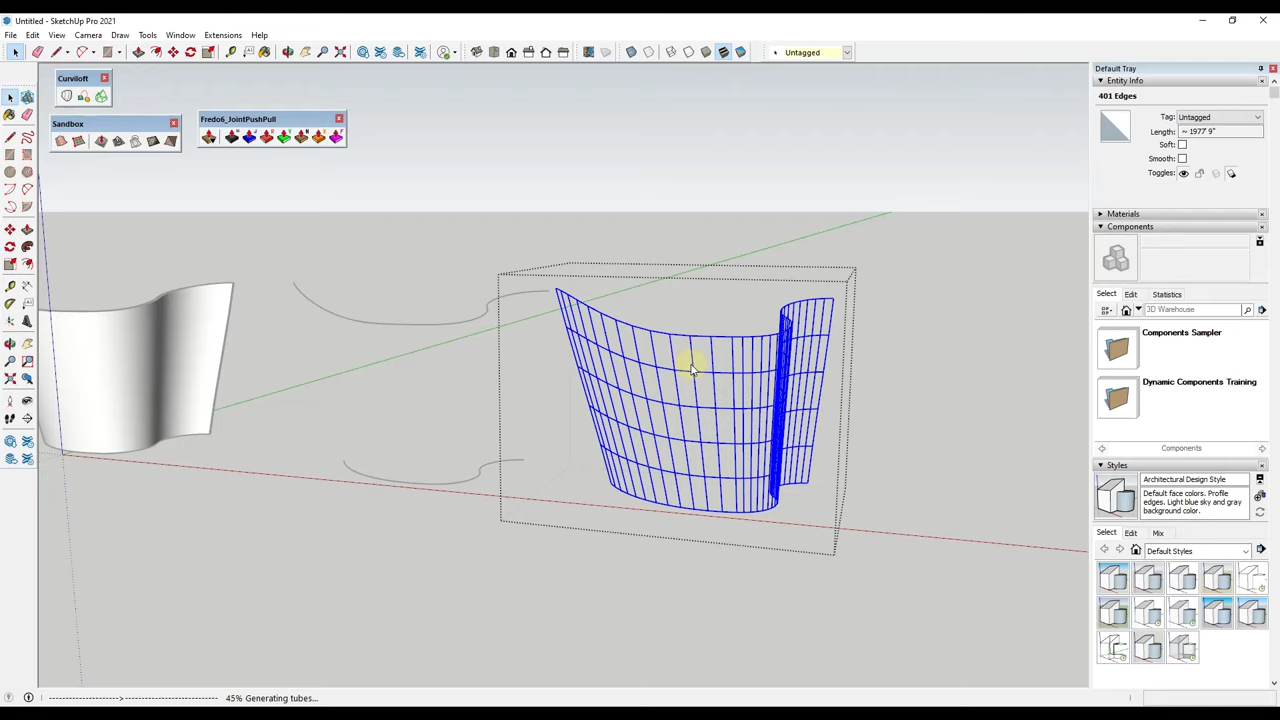 Untitled - SketchUp Pro 2021
File Edit View Camera Draw Tools Window Extensions Help
Untagged
Curviloft
Sandbox
Fredo6_JointPushPull
Default Tray
Entity Info
401 Edges
Tag: Untagged
Length: ~ 1977' 9"
Soft:
Smooth:
Toggles:
Materials
Components
Select Edit Statistics
3D Warehouse
Components Sampler
Dynamic Components Training
Components
Styles
Architectural Design Style
Default face colors. Profile
edges. Light blue sky and gray
background color.
Select Edit Mix
Default Styles
45% Generating tubes...